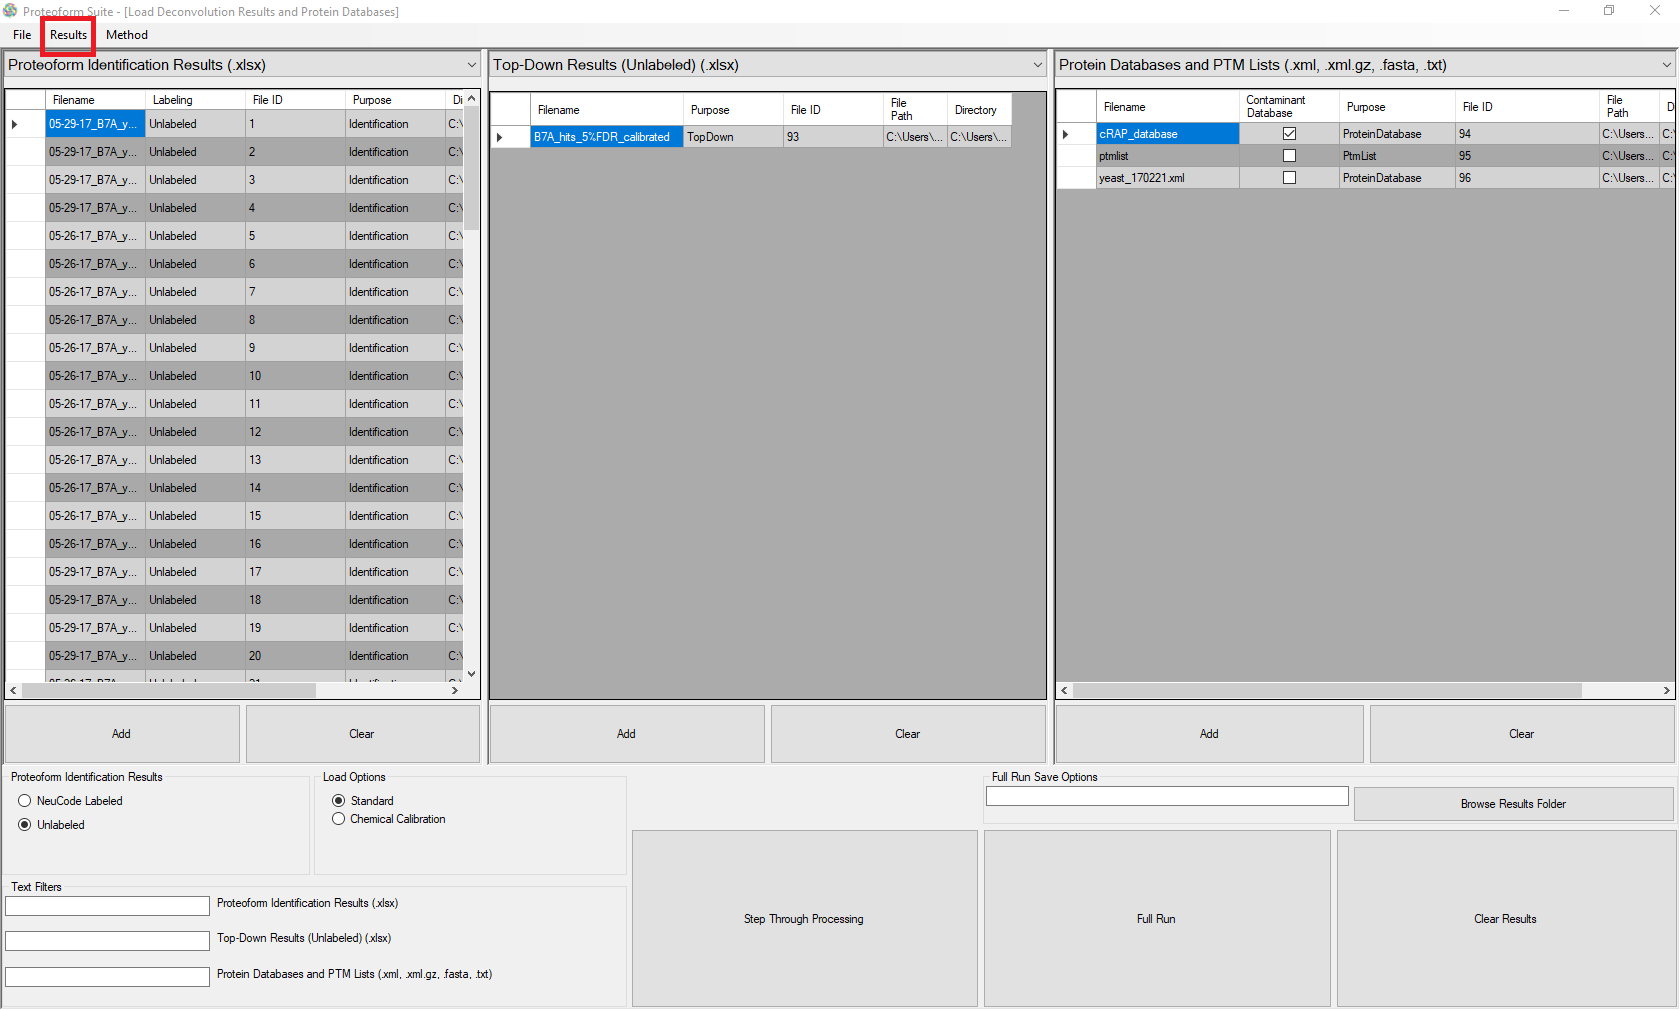 Proteoform Suite - [Load Deconvolution Results and Protein Databases]
File Results Method
Proteoform Identification Results (.xlsx)
Filename Labeling File ID Purpose Di
05-29-17_B7A_y... Unlabeled 1 Identification C:\
05-29-17_B7A_y... Unlabeled 2 Identification C:\
05-29-17_B7A_y... Unlabeled 3 Identification C:\
05-29-17_B7A_y... Unlabeled 4 Identification C:\
05-26-17_B7A_y... Unlabeled 5 Identification C:\
05-26-17_B7A_y... Unlabeled 6 Identification C:\
05-26-17_B7A_y... Unlabeled 7 Identification C:\
05-26-17_B7A_y... Unlabeled 8 Identification C:\
05-26-17_B7A_y... Unlabeled 9 Identification C:\
05-26-17_B7A_y... Unlabeled 10 Identification C:\
05-26-17_B7A_y... Unlabeled 11 Identification C:\
05-26-17_B7A_y... Unlabeled 12 Identification C:\
05-26-17_B7A_y... Unlabeled 13 Identification C:\
05-26-17_B7A_y... Unlabeled 14 Identification C:\
05-26-17_B7A_y... Unlabeled 15 Identification C:\
05-26-17_B7A_y... Unlabeled 16 Identification C:\
05-29-17_B7A_y... Unlabeled 17 Identification C:\
05-29-17_B7A_y... Unlabeled 18 Identification C:\
05-29-17_B7A_y... Unlabeled 19 Identification C:\
05-29-17_B7A_y... Unlabeled 20 Identification C:\
Add Clear
Top-Down Results (Unlabeled) (.xlsx)
Filename Purpose File ID File Path Directory
B7A_hits_5%FDR_calibrated TopDown 93 C:\Users\... C:\Users\...
Add Clear
Protein Databases and PTM Lists (.xml, .xml.gz, .fasta, .txt)
Filename Contaminant Database Purpose File ID File Path D
cRAP_database ProteinDatabase 94 C:\Users... C:\
ptmlist PtmList 95 C:\Users... C:\
yeast_170221.xml ProteinDatabase 96 C:\Users... C:\
Add Clear
Proteoform Identification Results
NeuCode Labeled
Unlabeled
Load Options
Standard
Chemical Calibration
Text Filters
Proteoform Identification Results (.xlsx)
Top-Down Results (Unlabeled) (.xlsx)
Protein Databases and PTM Lists (.xml, .xml.gz, .fasta, .txt)
Full Run Save Options
Browse Results Folder
Step Through Processing
Full Run
Clear Results